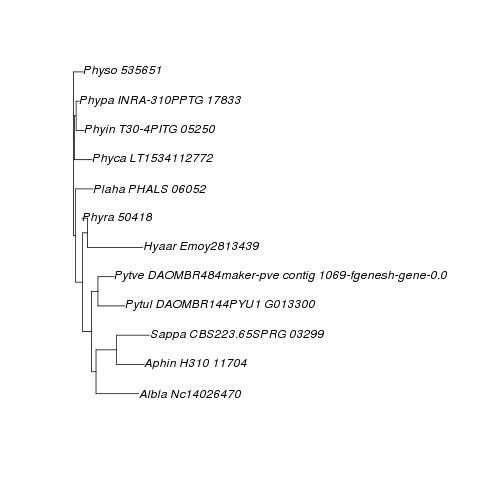 Physo 535651
Phypa INRA-310PPTG 17833
Phyin T30-4PITG 05250
Phyca LT1534112772
Plaha PHALS 06052
Phyra 50418
Hyaar Emoy2813439
Pytve DAOMBR484maker-pve contig 1069-fgenesh-gene-0.0
Pytul DAOMBR144PYU1 G013300
Sappa CBS223.65SPRG 03299
Aphin H310 11704
Albla Nc14026470